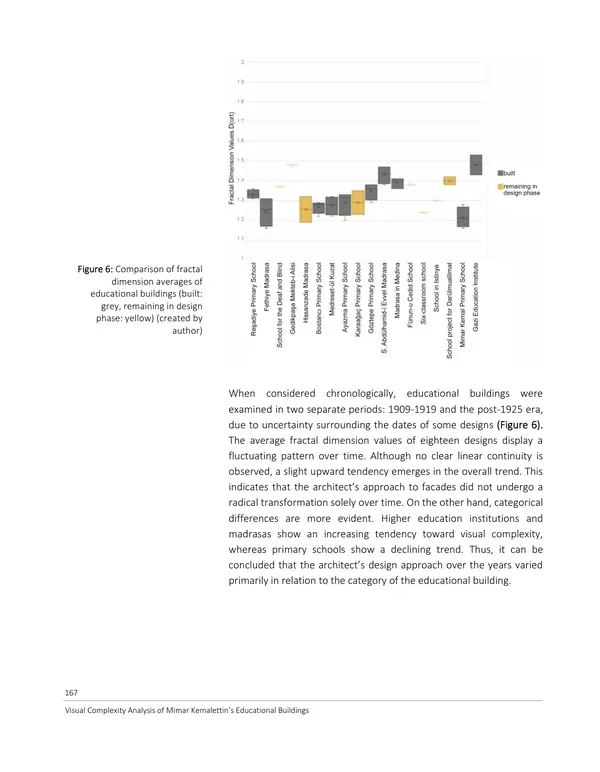 2
1.9
1.8
1.7
1.6
1.5
1.4
1.3
1.2
1.1
1
Fractal Dimension Values D(ort)
built
remaining in
design phase
Reşadiye Primary School
Fethiye Madrasa
School for the Deaf and Blind
Gedikpaşa Mekteb-i Alisi
Hasanzade Madrasa
Bostancı Primary School
Medreset-ül Kuzat
Ayazma Primary School
Karaağaç Primary School
Göztepe Primary School
S. Abdülhamid-i Evvel Madrasa
Madrasa in Medina
Fünun-u Cedid School
Six-classroom school
School in Istinye
School project for Darülmuallimat
Mimar Kemal Primary School
Gazi Education Institute
Figure 6: Comparison of fractal
dimension averages of
educational buildings (built:
grey, remaining in design
phase: yellow) (created by
author)
When considered chronologically, educational buildings were
examined in two separate periods: 1909-1919 and the post-1925 era,
due to uncertainty surrounding the dates of some designs (Figure 6).
The average fractal dimension values of eighteen designs display a
fluctuating pattern over time. Although no clear linear continuity is
observed, a slight upward tendency emerges in the overall trend. This
indicates that the architect's approach to facades did not undergo a
radical transformation solely over time. On the other hand, categorical
differences are more evident. Higher education institutions and
madrasas show an increasing tendency toward visual complexity,
whereas primary schools show a declining trend. Thus, it can be
concluded that the architect's design approach over the years varied
primarily in relation to the category of the educational building.
167
Visual Complexity Analysis of Mimar Kemalettin's Educational Buildings